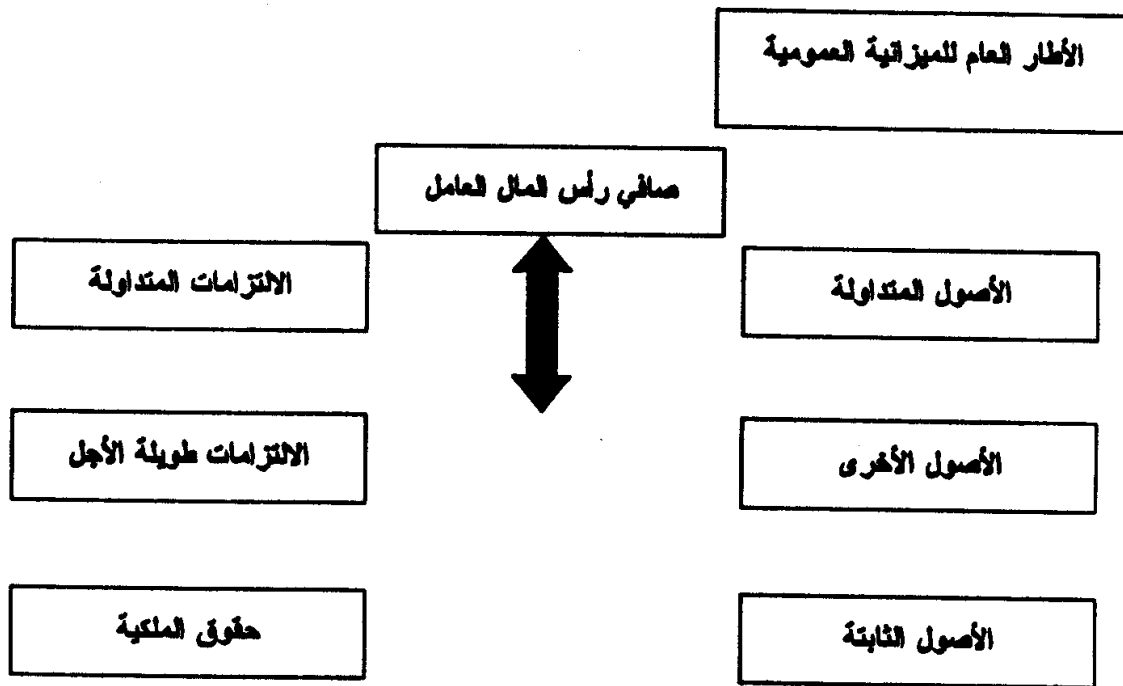 الأطار العام للميزانية العمومية
صافي رأس المال العامل
الأصول المتداولة
الالتزامات المتداولة
الأصول الأخرى
الالتزامات طويلة الأجل
الأصول الثابتة
حقوق الملكية